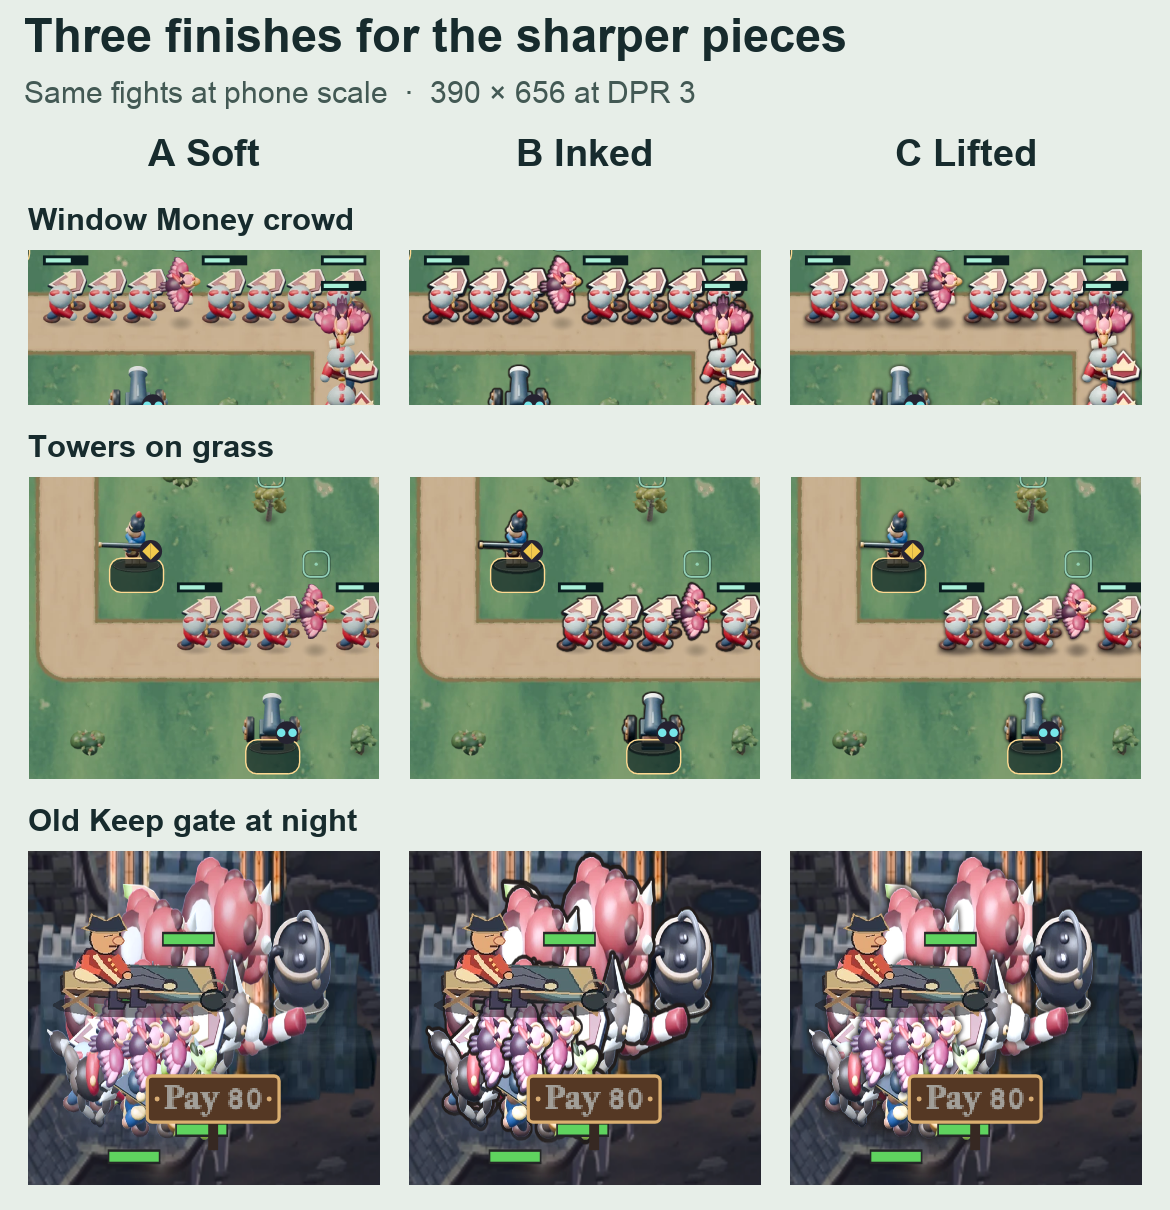 Three finishes for the sharper pieces
Same fights at phone scale · 390 × 656 at DPR 3
A Soft
B Inked
C Lifted
Window Money crowd
Towers on grass
Old Keep gate at night
Pay 80
Pay 80
Pay 80